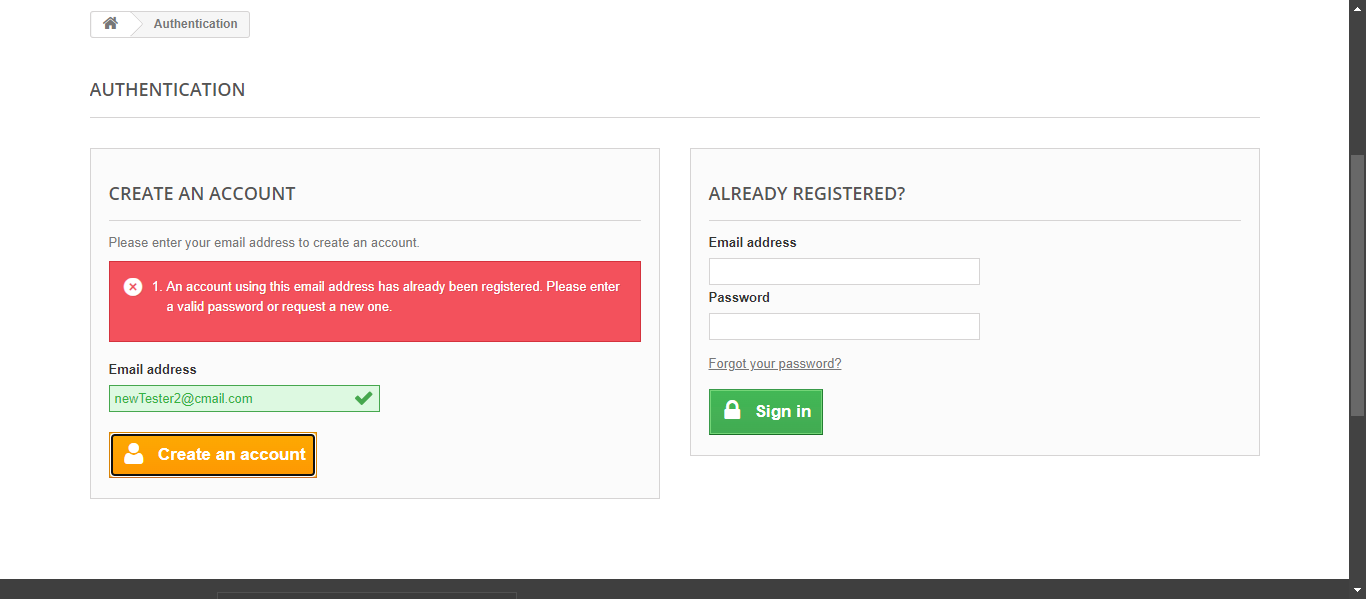 Authentication
AUTHENTICATION
CREATE AN ACCOUNT
Please enter your email address to create an account.
1. An account using this email address has already been registered. Please enter
a valid password or request a new one.
Email address
newTester2@cmail.com
Create an account
ALREADY REGISTERED?
Email address
Password
Forgot your password?
Sign in